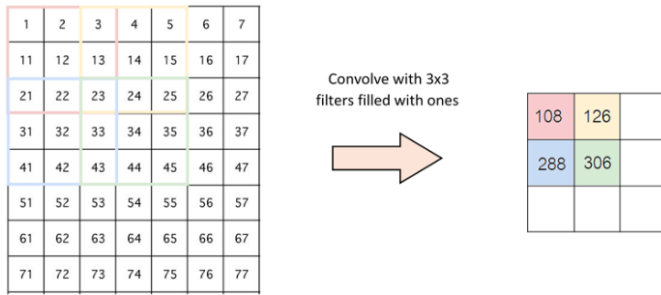 1 2 3 4 5 6 7
11 12 13 14 15 16 17
21 22 23 24 25 26 27
31 32 33 34 35 36 37
41 42 43 44 45 46 47
51 52 53 54 55 56 57
61 62 63 64 65 66 67
71 72 73 74 75 76 77
Convolve with 3x3
filters filled with ones
108 126
288 306